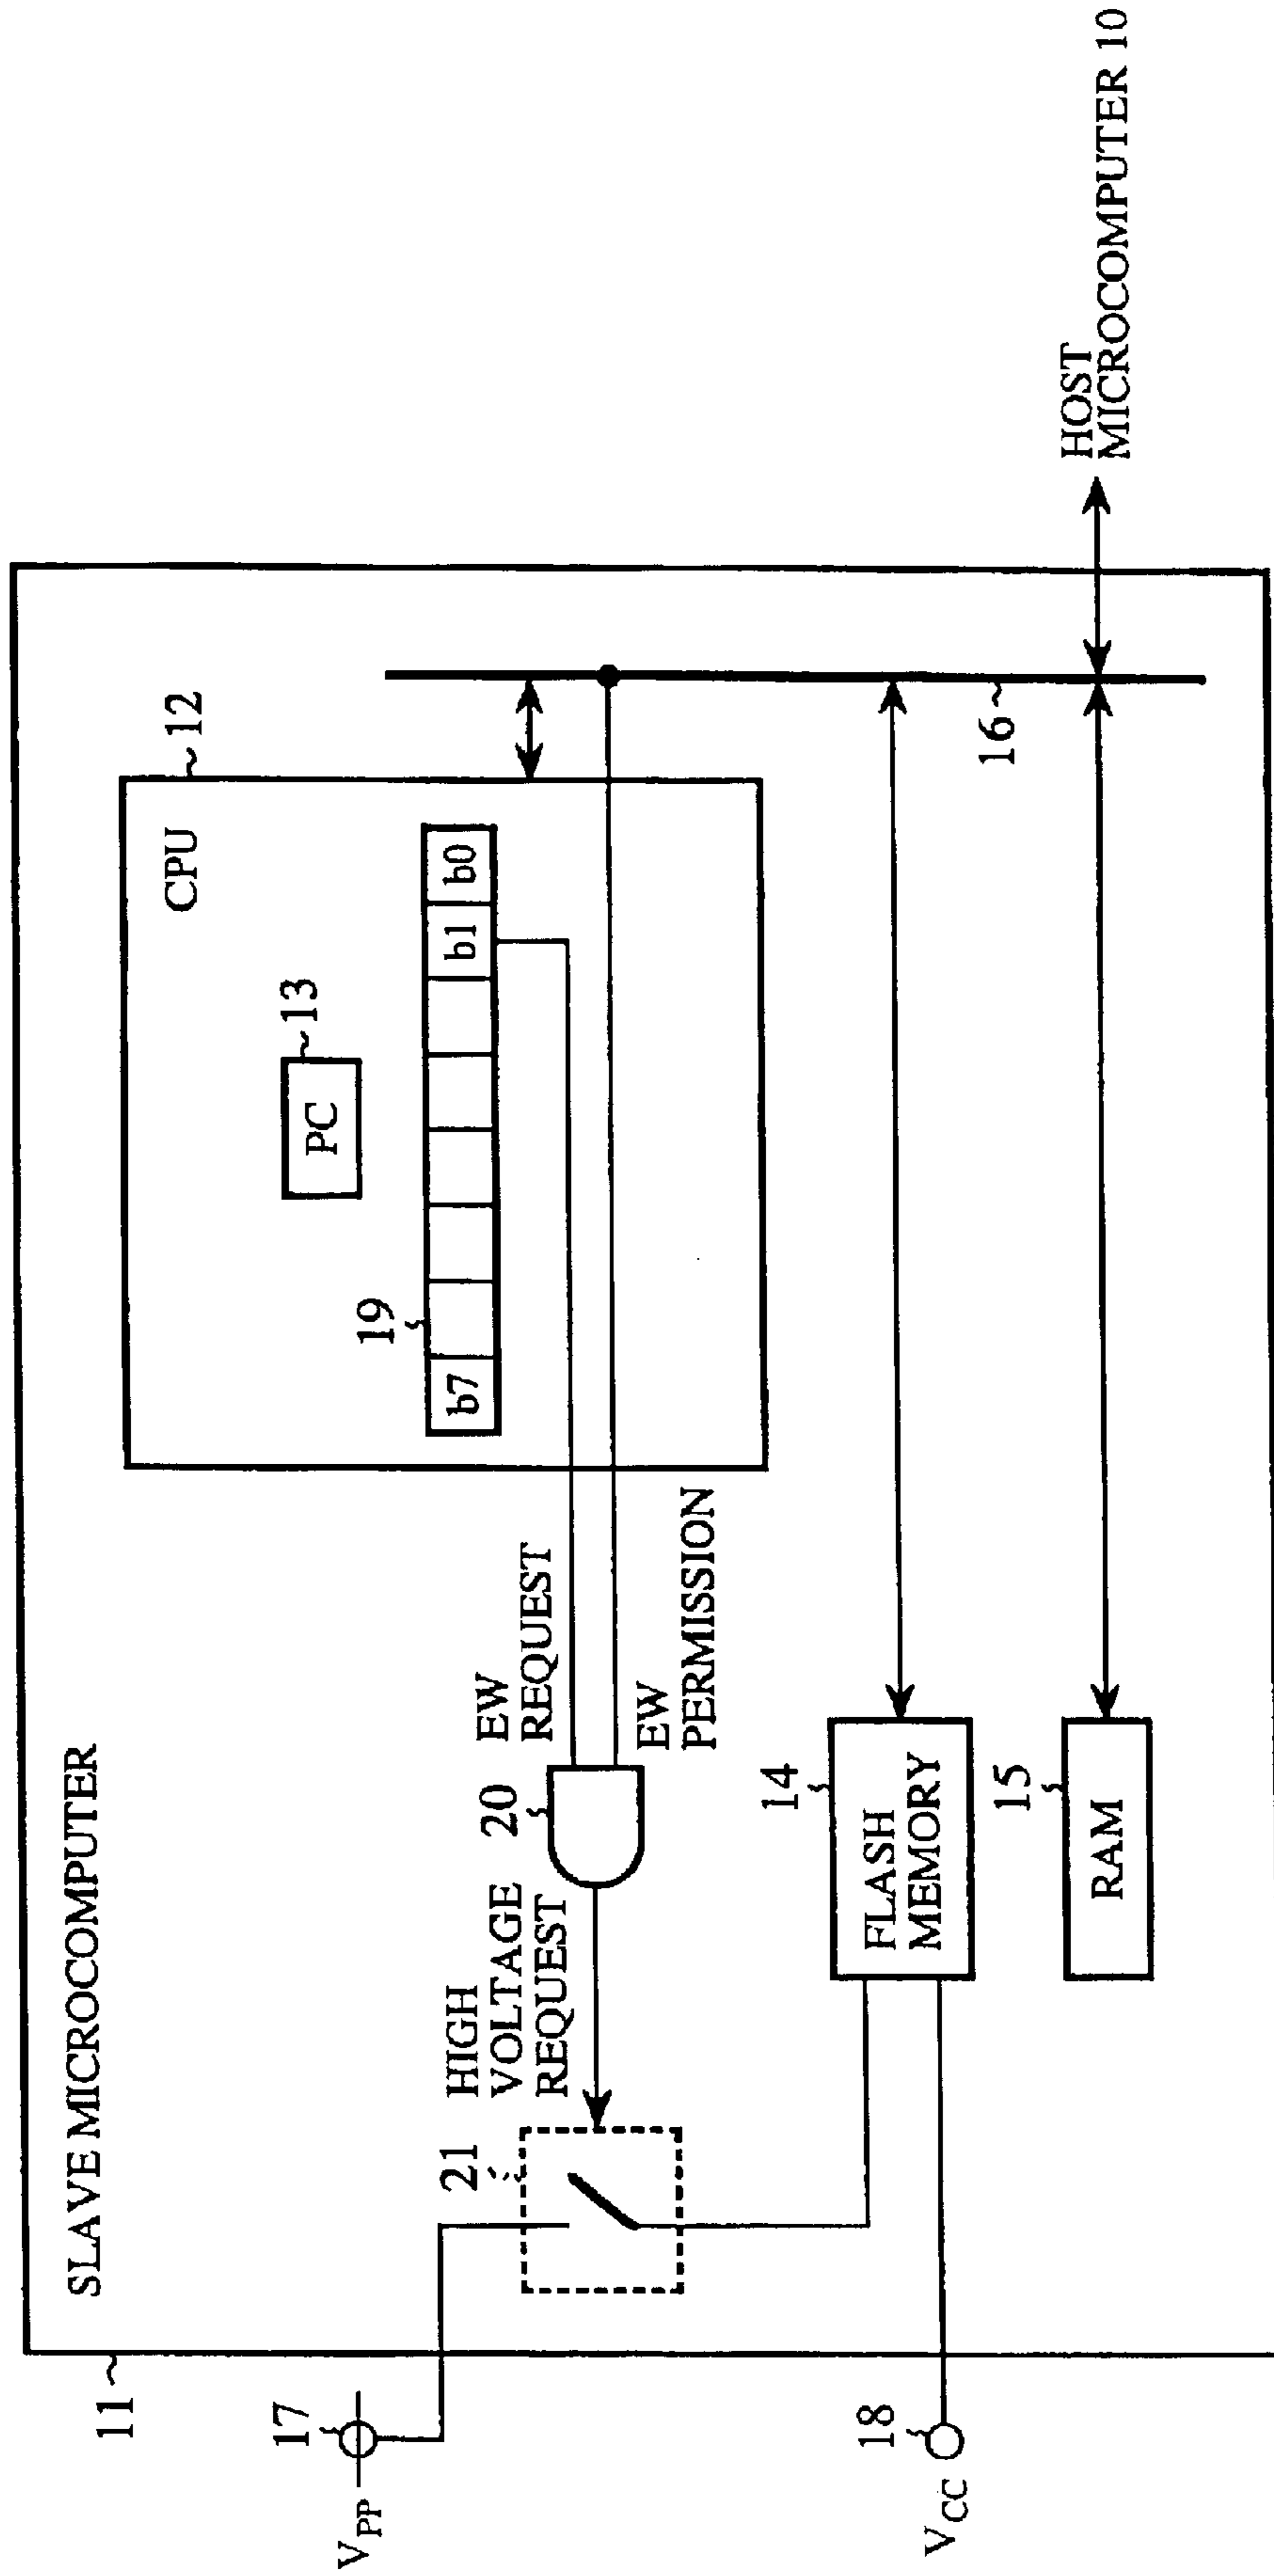 SLAVE MICROCOMPUTER
11
17
V_PP
18
V_CC
21
HIGH
VOLTAGE
REQUEST
20
EW
REQUEST
EW
PERMISSION
14
FLASH
MEMORY
15
RAM
12
CPU
13
PC
19
b7
b1
b0
16
HOST
MICROCOMPUTER 10